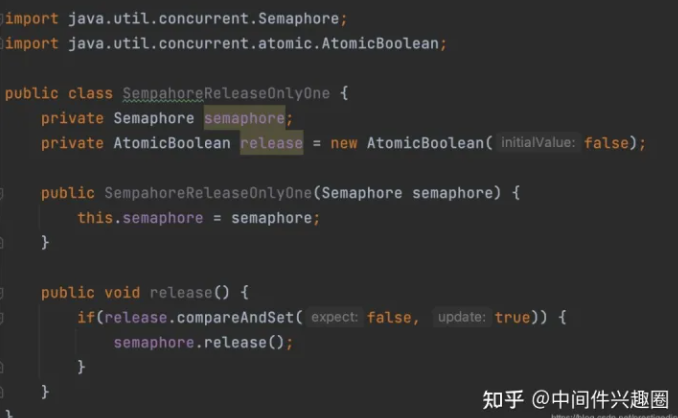 import java.util.concurrent.Semaphore;
import java.util.concurrent.atomic.AtomicBoolean;
public class SempahoreReleaseOnlyOne {
private Semaphore semaphore;
private AtomicBoolean release = new AtomicBoolean( initialValue: false);
public SempahoreReleaseOnlyOne(Semaphore semaphore) {
this.semaphore = semaphore;
}
public void release() {
if(release.compareAndSet( expect: false, update: true)) {
semaphore.release();
}
}
}
知乎 @中间件兴趣圈